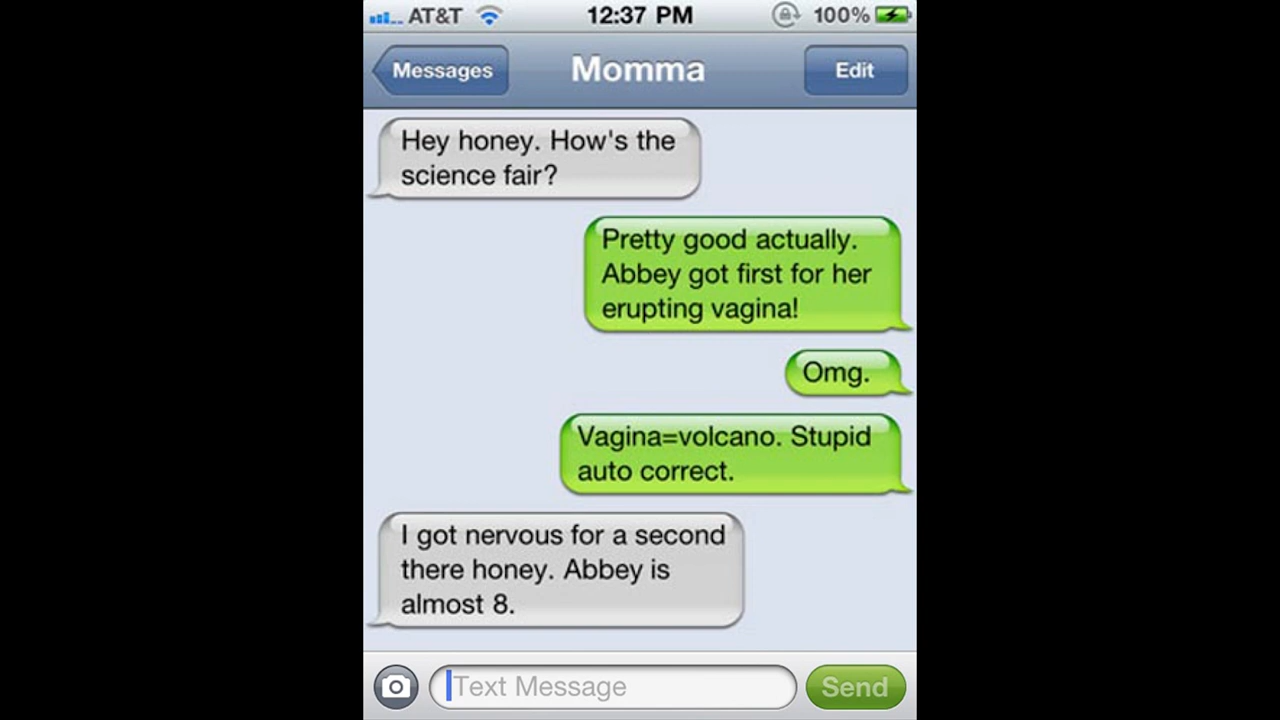 AT&T 12:37 PM 100%
Messages Momma Edit
Hey honey. How's the
science fair?
Pretty good actually.
Abbey got first for her
erupting vagina!
Omg.
Vagina=volcano. Stupid
auto correct.
I got nervous for a second
there honey. Abbey is
almost 8.
Text Message Send